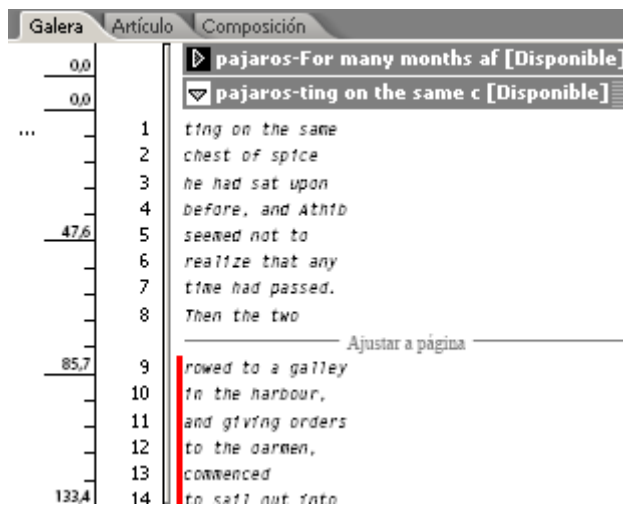 Galera Artículo Composición
0,0 pajaros-For many months af [Disponible]
0,0 pajaros-ting on the same c [Disponible]
... 1 ting on the same
2 chest of spice
3 he had sat upon
4 before, and Athib
47,6 5 seemed not to
6 realize that any
7 time had passed.
8 Then the two
Ajustar a página
85,7 9 rowed to a galley
10 in the harbour,
11 and giving orders
12 to the oarmen,
13 commenced
133,4 14 to sail out into